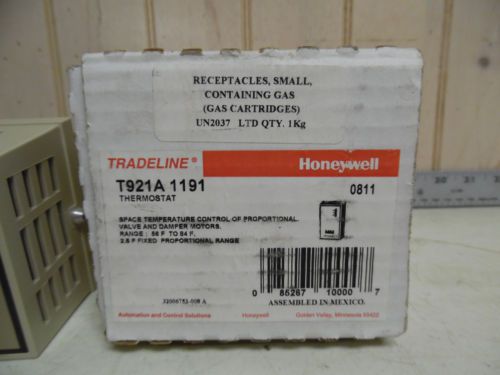 RECEPTACLES, SMALL,
CONTAINING GAS
(GAS CARTRIDGES)
UN2037 LTD QTY. 1Kg
TRADELINE® Honeywell
T921A 1191 0811
THERMOSTAT
SPACE TEMPERATURE CONTROL OF PROPORTIONAL
VALVE AND DAMPER MOTORS.
RANGE: 56 F TO 84 F.
2.5 F FIXED PROPORTIONAL RANGE
0 85267 10000 7
ASSEMBLED IN MEXICO.
Automation and Control Solutions Honeywell Golden Valley, Minnesota 55422